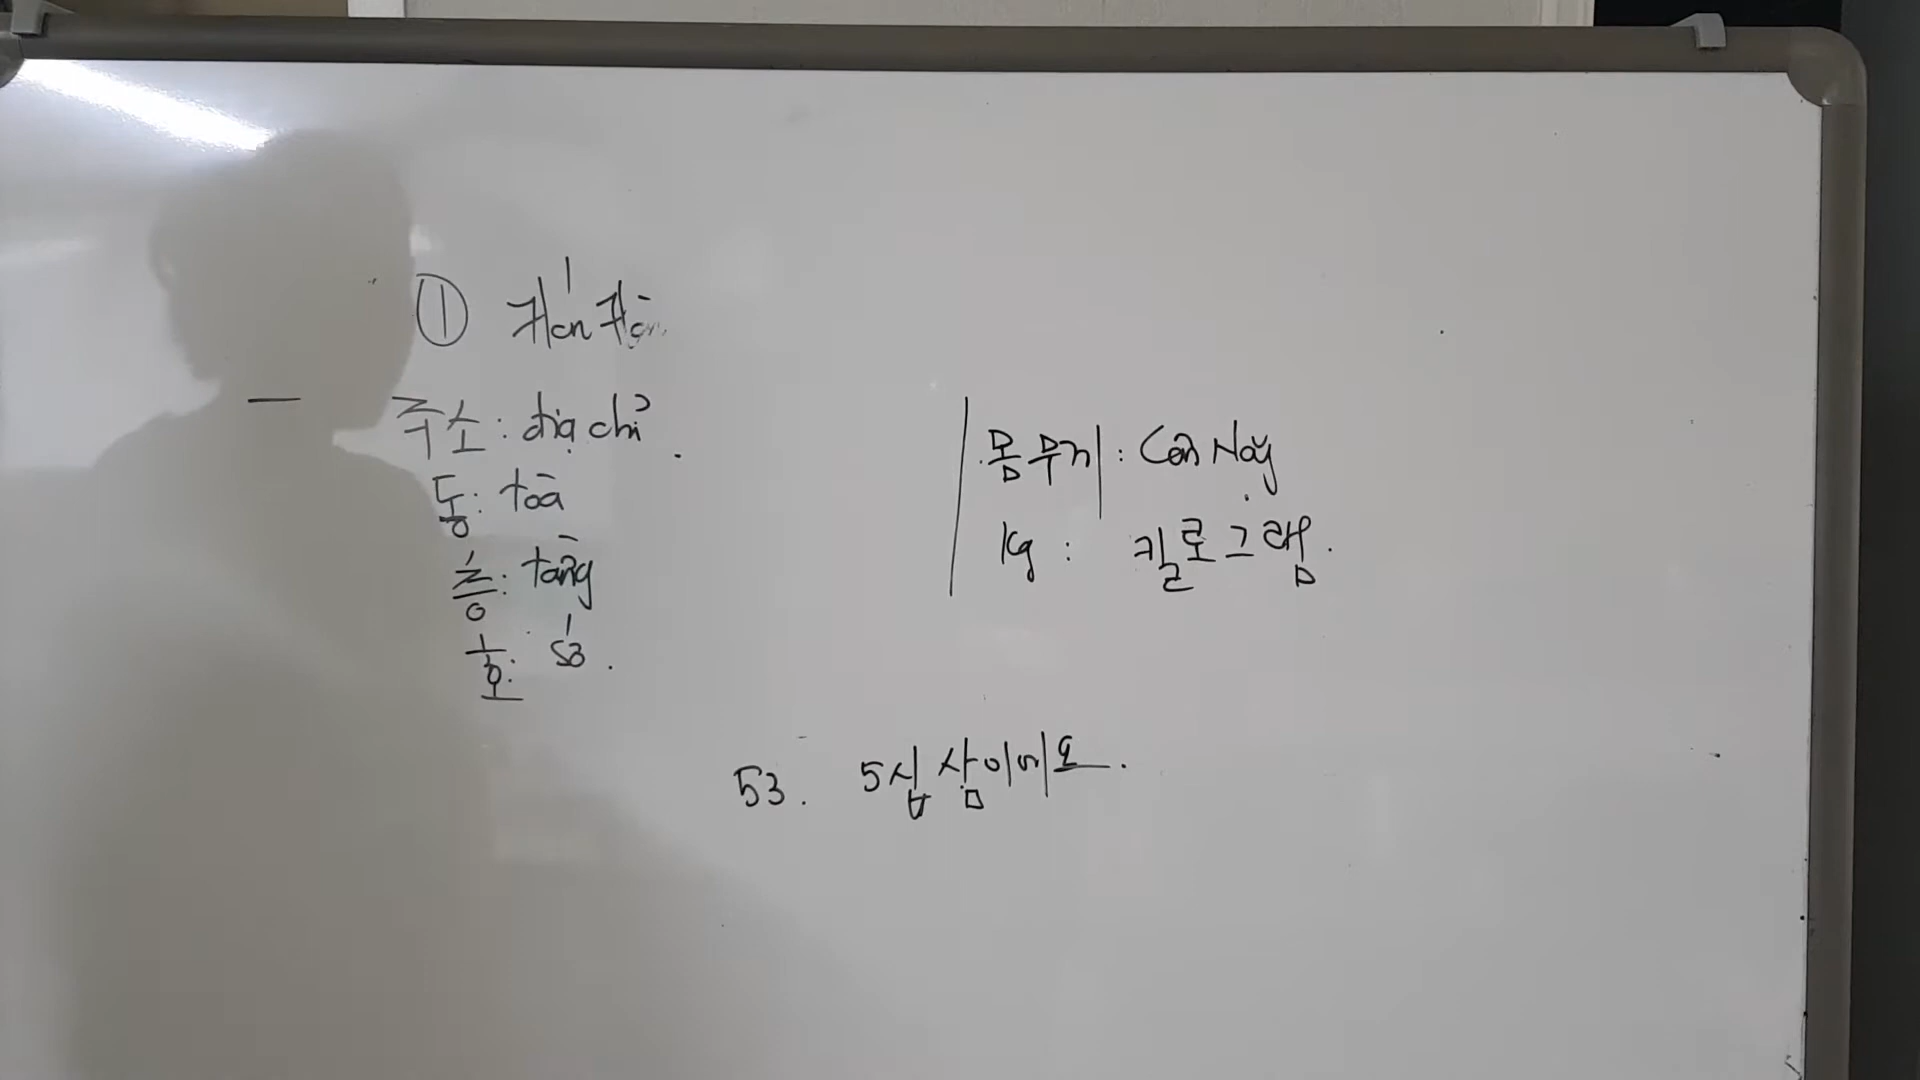 ① Hán Hàn
주소: địa chỉ.
동: toà
층: tầng
호: số.
몸무게: Cân Nặng
kg: 킬로그램.
53. 5십 삼이에요.